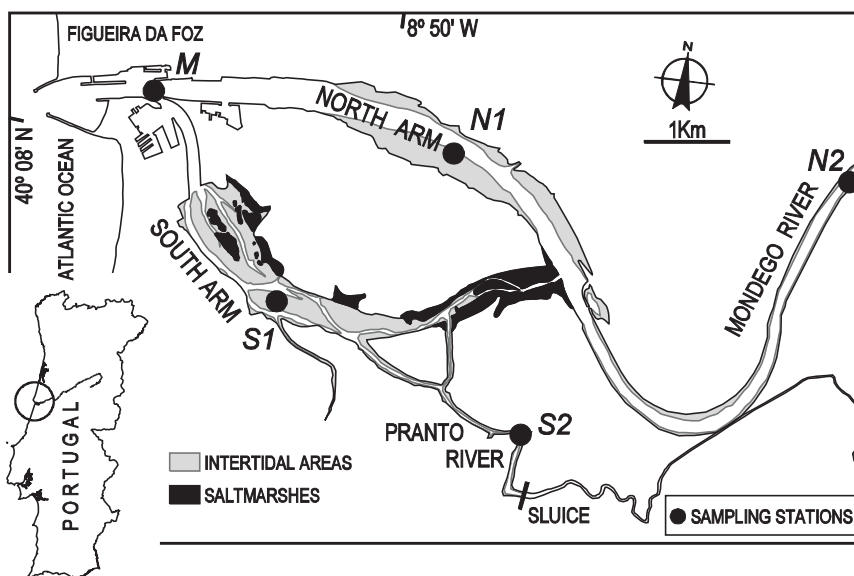 FIGUEIRA DA FOZ
8º 50' W
M
N
NORTH ARM
N1
1Km
40º 08' N
ATLANTIC OCEAN
N2
SOUTH ARM
MONDEGO RIVER
S1
PRANTO
RIVER
S2
PORTUGAL
INTERTIDAL AREAS
SALTMARSHES
SLUICE
SAMPLING STATIONS